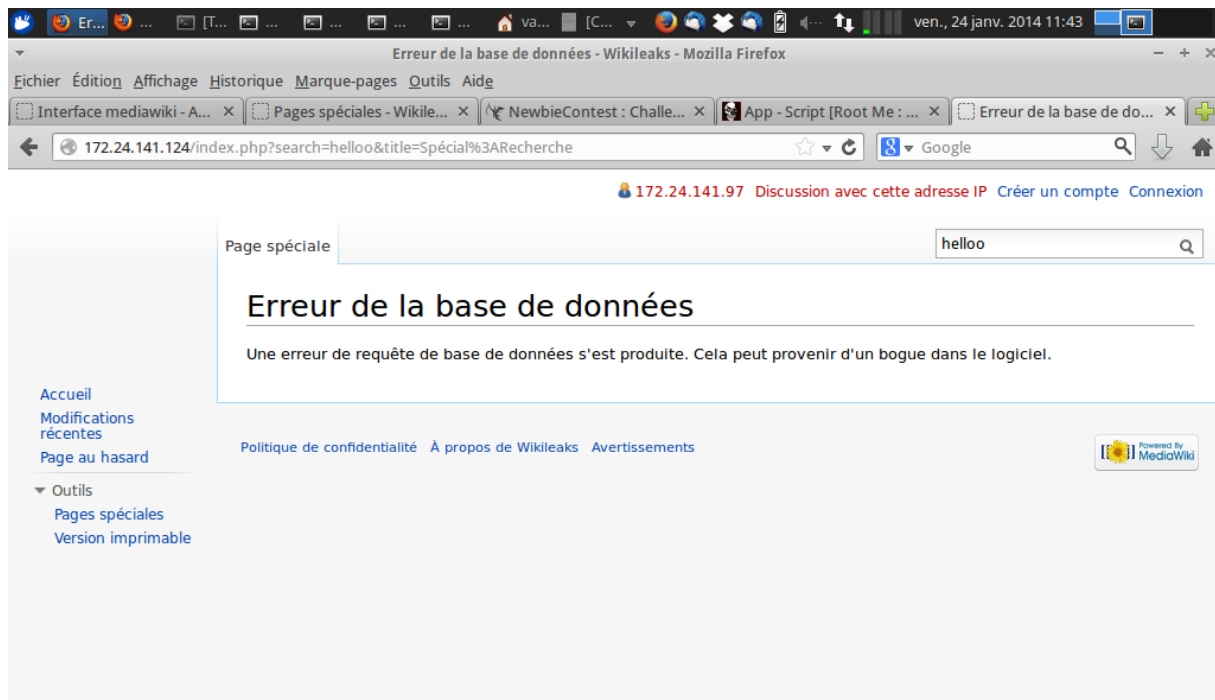 Er... ... [T... ... ... ... ... va... [C... ven., 24 janv. 2014 11:43
Erreur de la base de données - Wikileaks - Mozilla Firefox
Fichier Édition Affichage Historique Marque-pages Outils Aide
Interface mediawiki - A... Pages spéciales - Wikile... NewbieContest : Challe... App - Script [Root Me : ... Erreur de la base de do...
172.24.141.124/index.php?search=helloo&title=Spécial%3ARecherche Google
172.24.141.97 Discussion avec cette adresse IP Créer un compte Connexion
Page spéciale helloo
Erreur de la base de données
Une erreur de requête de base de données s'est produite. Cela peut provenir d'un bogue dans le logiciel.
Accueil
Modifications
récentes
Page au hasard
Outils
Pages spéciales
Version imprimable
Politique de confidentialité À propos de Wikileaks Avertissements
Powered By
MediaWiki